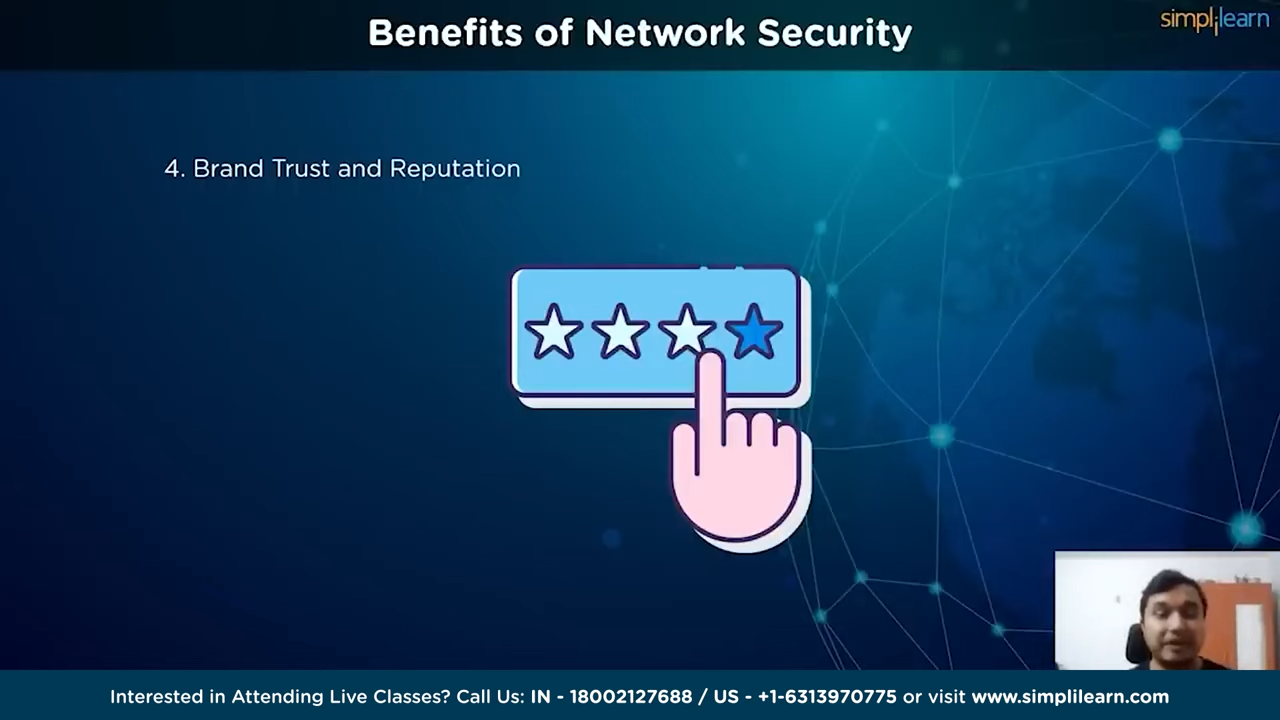 Benefits of Network Security
simplilearn
4. Brand Trust and Reputation
Interested in Attending Live Classes? Call Us: IN - 18002127688 / US - +1-6313970775 or visit www.simplilearn.com